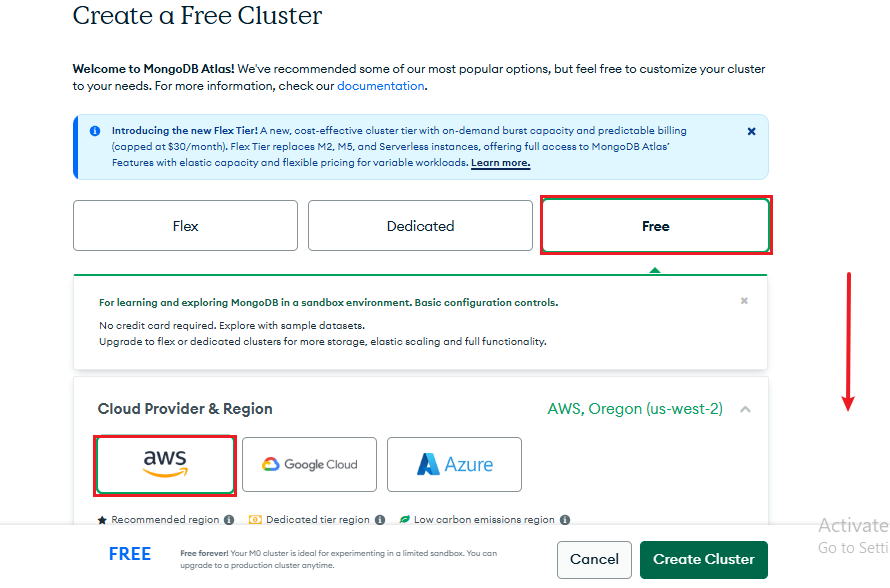 Create a Free Cluster
Welcome to MongoDB Atlas! We've recommended some of our most popular options, but feel free to customize your cluster
to your needs. For more information, check our documentation.
Introducing the new Flex Tier! A new, cost-effective cluster tier with on-demand burst capacity and predictable billing
(capped at $30/month). Flex Tier replaces M2, M5, and Serverless instances, offering full access to MongoDB Atlas'
Features with elastic capacity and flexible pricing for variable workloads. Learn more.
Flex
Dedicated
Free
For learning and exploring MongoDB in a sandbox environment. Basic configuration controls.
No credit card required. Explore with sample datasets.
Upgrade to flex or dedicated clusters for more storage, elastic scaling and full functionality.
Cloud Provider & Region
AWS, Oregon (us-west-2)
aws
Google Cloud
Azure
Recommended region
Dedicated tier region
Low carbon emissions region
FREE
Free forever! Your M0 cluster is ideal for experimenting in a limited sandbox. You can
upgrade to a production cluster anytime.
Cancel
Create Cluster
Activate
Go to Setti